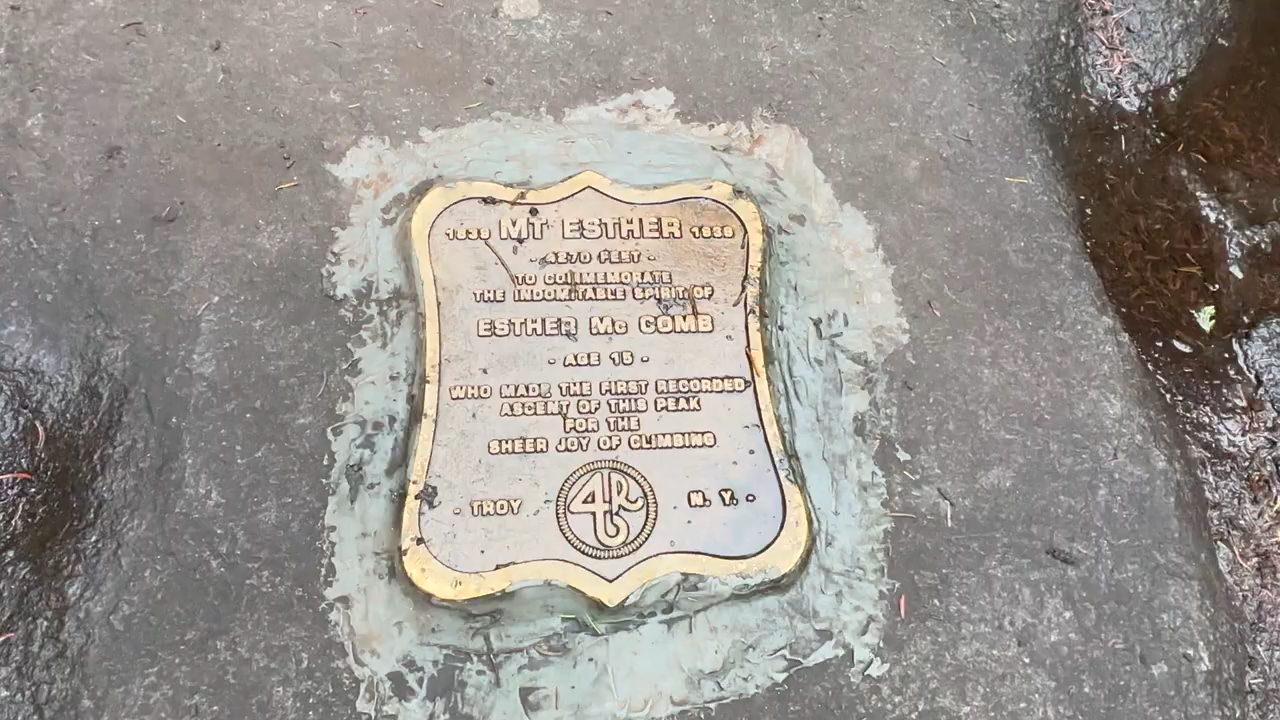 1839 MT ESTHER 1939
- 4270 FEET -
TO COMMEMORATE
THE INDOMITABLE SPIRIT OF
ESTHER Mc COMB
- AGE 15 -
WHO MADE THE FIRST RECORDED
ASCENT OF THIS PEAK
FOR THE
SHEER JOY OF CLIMBING
- TROY N. Y. -